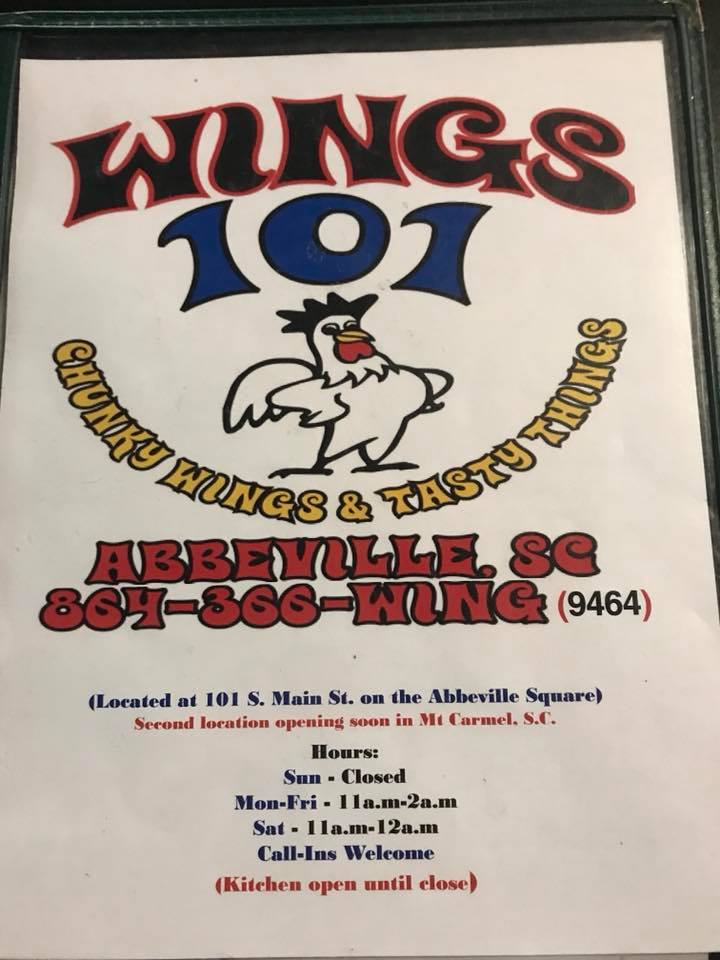 WINGS
101
CHUNKY WINGS & TASTY THINGS
ABBEVILLE, SC
864-366-WING (9464)
(Located at 101 S. Main St. on the Abbeville Square)
Second location opening soon in Mt Carmel, S.C.
Hours:
Sun - Closed
Mon-Fri - 11a.m-2a.m
Sat - 11a.m-12a.m
Call-Ins Welcome
(Kitchen open until close)